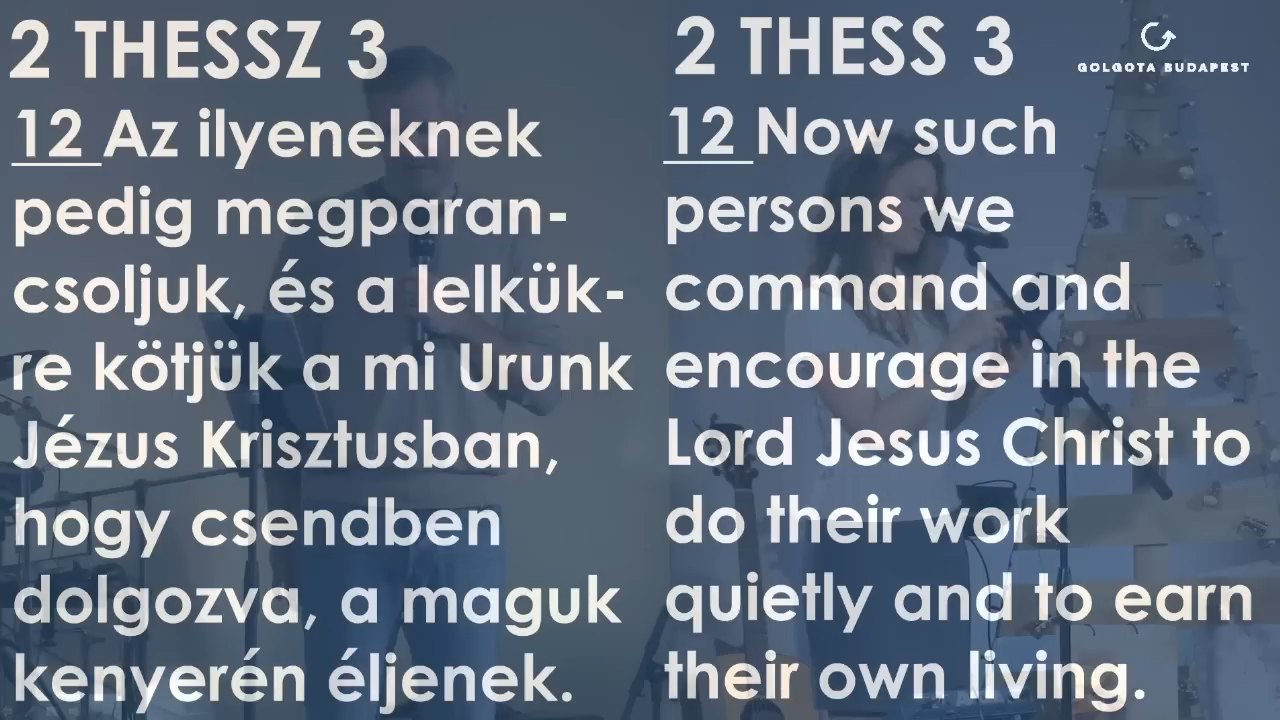 2 THESSZ 3
12 Az ilyeneknek
pedig megparan-
csoljuk, és a lelkük-
re kötjük a mi Urunk
Jézus Krisztusban,
hogy csendben
dolgozva, a maguk
kenyerén éljenek.
2 THESS 3
12 Now such
persons we
command and
encourage in the
Lord Jesus Christ to
do their work
quietly and to earn
their own living.
GOLGOTA BUDAPEST